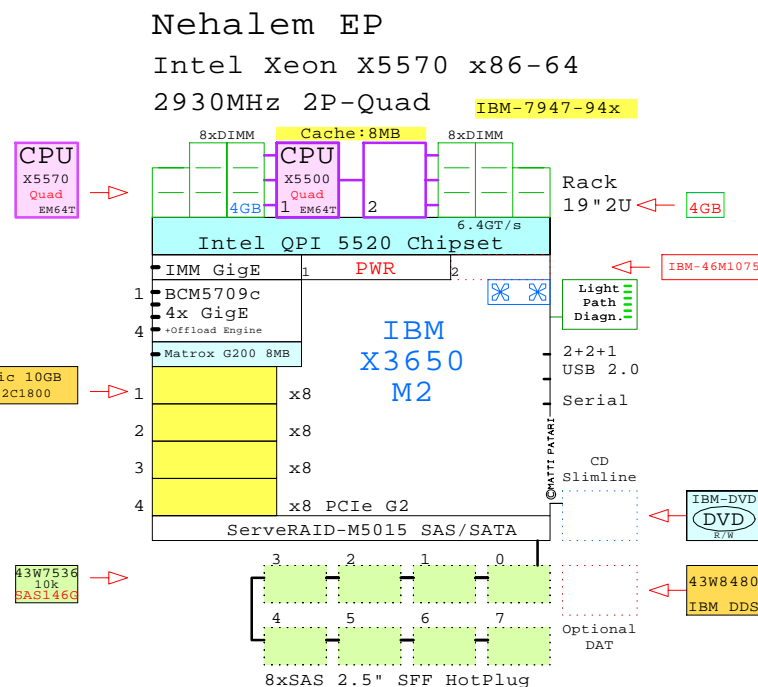 Nehalem EP
Intel Xeon X5570 x86-64
2930MHz 2P-Quad
IBM-7947-94x
8xDIMM
Cache:8MB
8xDIMM
CPU
X5570
Quad
EM64T
CPU
X5500
Quad
1 EM64T
2
4GB
Rack
19"2U
4GB
6.4GT/s
Intel QPI 5520 Chipset
IMM GigE
1
PWR
2
IBM-46M1075
1
BCM5709c
4x GigE
4
+Offload Engine
Light
Path
Diagn.
Matrox G200 8MB
IBM
X3650
M2
2+2+1
USB 2.0
Serial
ic 10GB
2C1800
1
x8
2
x8
3
x8
4
x8 PCIe G2
©MATTI PATARI
CD
Slimline
IBM-DVD
DVD
R/W
ServeRAID-M5015 SAS/SATA
43W7536
10k
SAS146G
3
2
1
0
43W8480
IBM DDS
4
5
6
7
Optional
DAT
8xSAS 2.5" SFF HotPlug